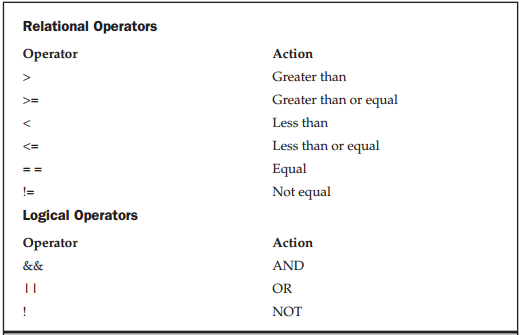 Relational Operators
Operator Action
> Greater than
>= Greater than or equal
< Less than
<= Less than or equal
= = Equal
!= Not equal
Logical Operators
Operator Action
&& AND
|| OR
! NOT